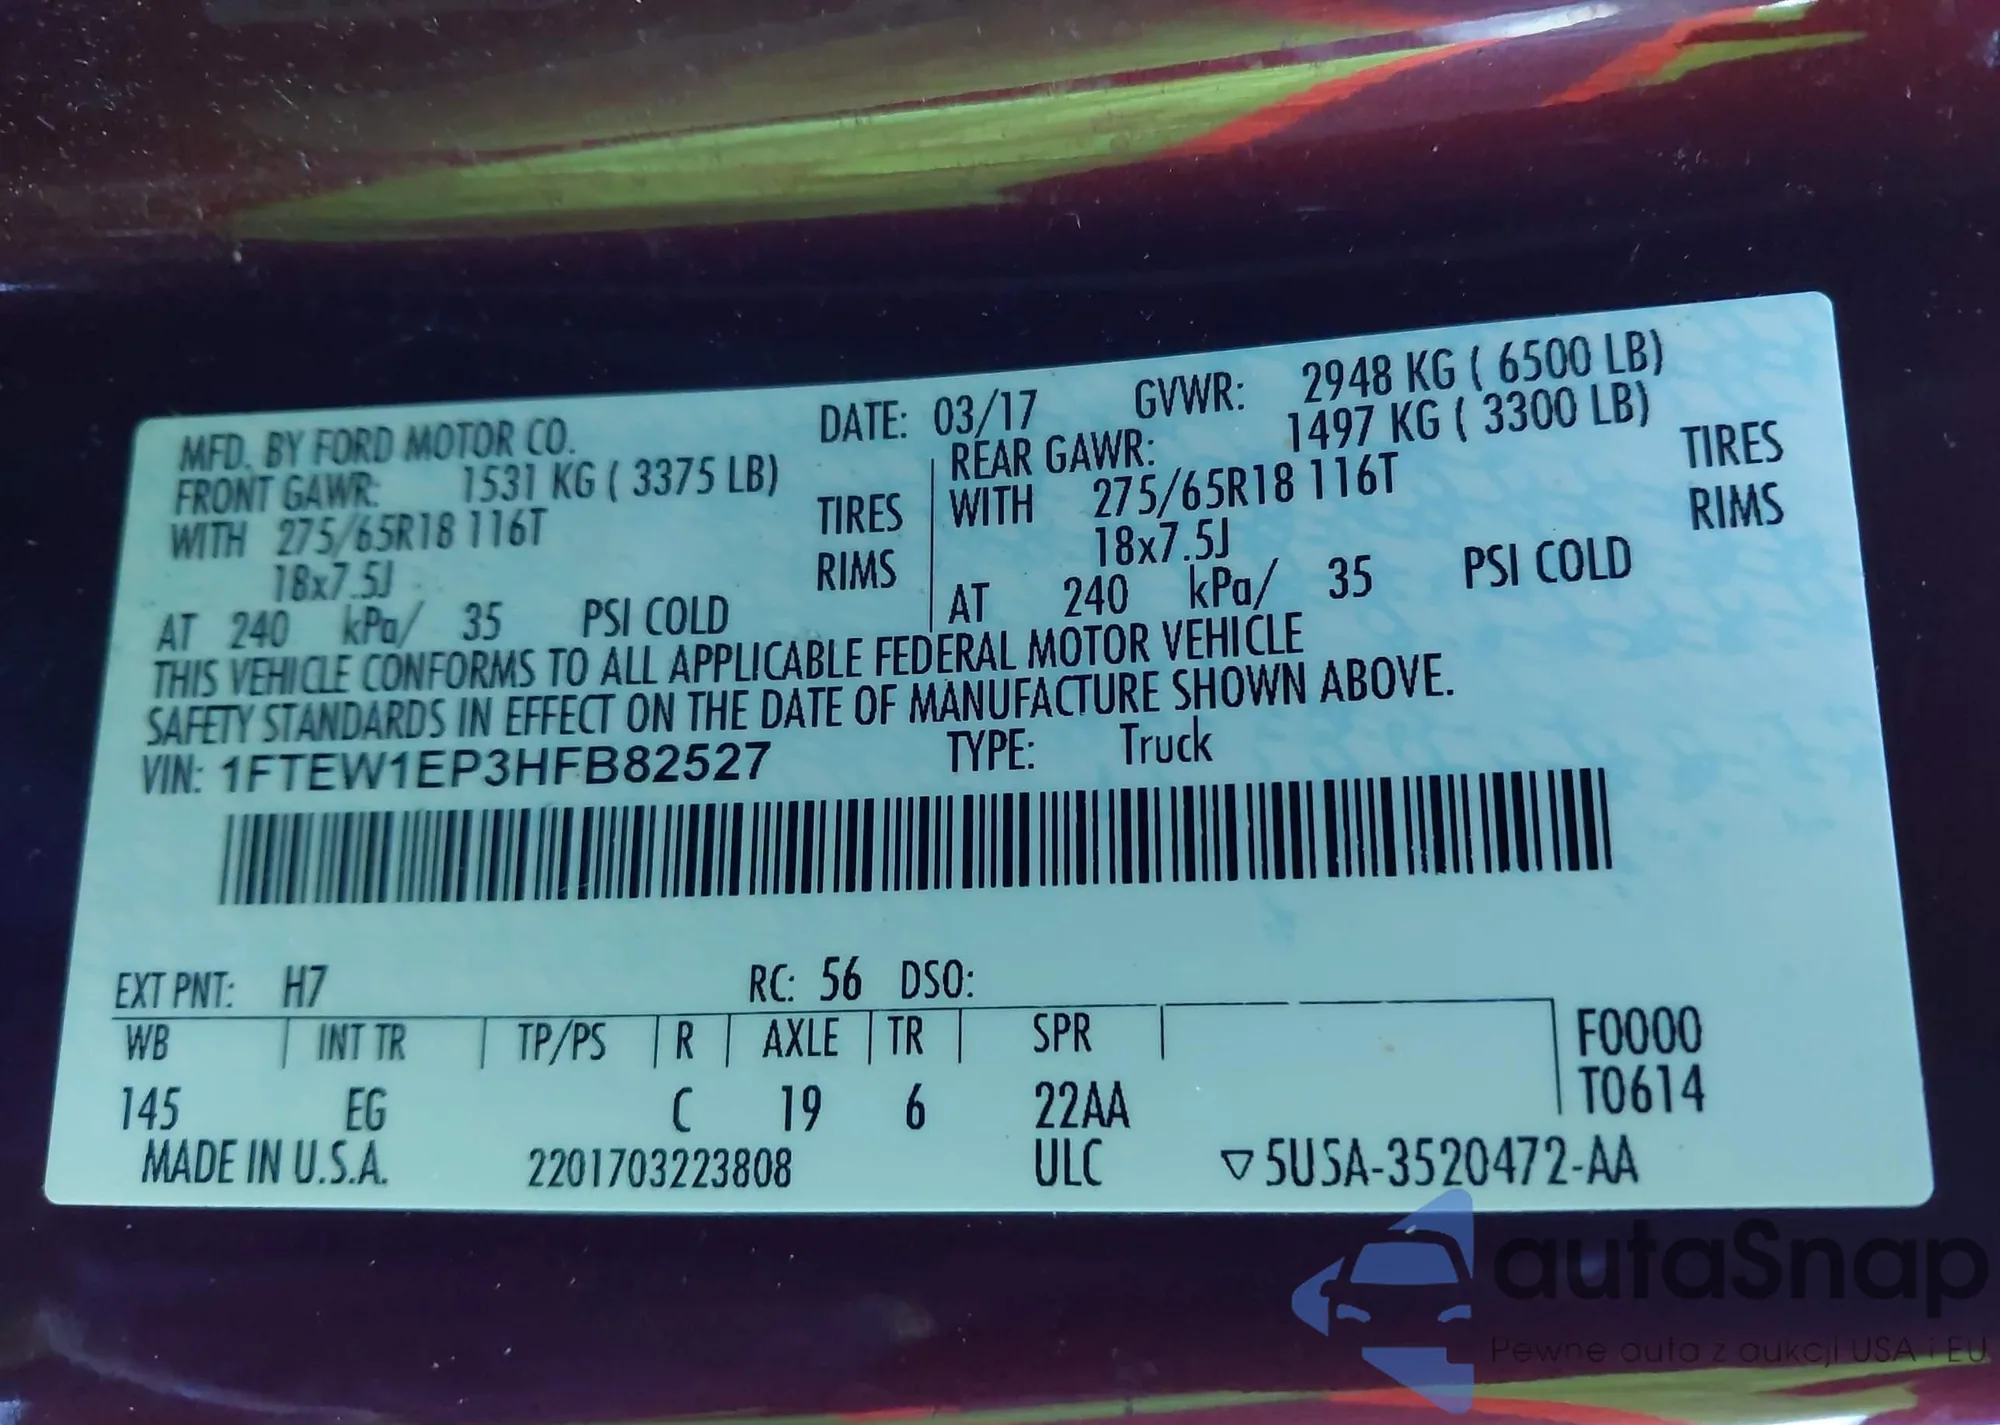 MFD. BY FORD MOTOR CO. DATE: 03/17 GVWR: 2948 KG ( 6500 LB)
FRONT GAWR: 1531 KG ( 3375 LB) REAR GAWR: 1497 KG ( 3300 LB)
WITH 275/65R18 116T TIRES WITH 275/65R18 116T TIRES
18x7.5J RIMS 18x7.5J RIMS
AT 240 kPa/ 35 PSI COLD AT 240 kPa/ 35 PSI COLD
THIS VEHICLE CONFORMS TO ALL APPLICABLE FEDERAL MOTOR VEHICLE
SAFETY STANDARDS IN EFFECT ON THE DATE OF MANUFACTURE SHOWN ABOVE.
VIN: 1FTEW1EP3HFB82527 TYPE: Truck
EXT PNT: H7 RC: 56 DSO:
WB INT TR TP/PS R AXLE TR SPR F0000
145 EG C 19 6 22AA T0614
MADE IN U.S.A. 2201703223808 ULC ▽5U5A-3520472-AA
autaSnap
Pewne auta z aukcji USA i EU